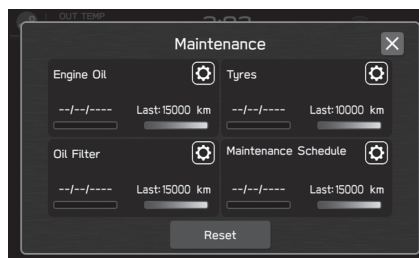 OUT TEMP
Maintenance
Engine Oil
--/--/---- Last:15000 km
Tyres
--/--/---- Last:10000 km
Oil Filter
--/--/---- Last:15000 km
Maintenance Schedule
--/--/---- Last:15000 km
Reset